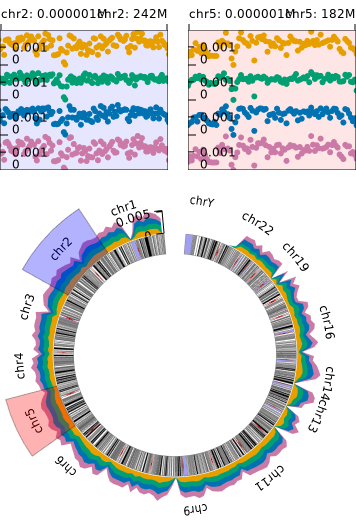 chr2: 0.000001M
chr2: 242M
chr5: 0.000001M
chr5: 182M
0.001
0
0.001
0
0.001
0
0.001
0
0.001
0
0.001
0
0.001
0
0.001
0
chr1
0.005
0
chrY
chr22
chr19
chr16
chr14
chr13
chr11
chr9
chr6
chr5
chr4
chr3
chr2